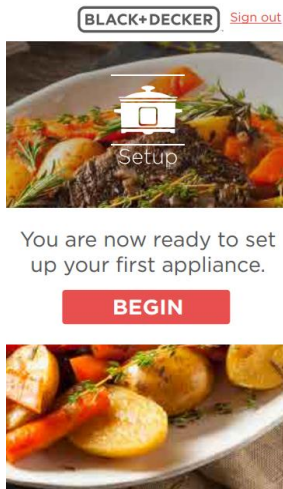 BLACK+DECKER Sign out
Setup
You are now ready to set
up your first appliance.
BEGIN